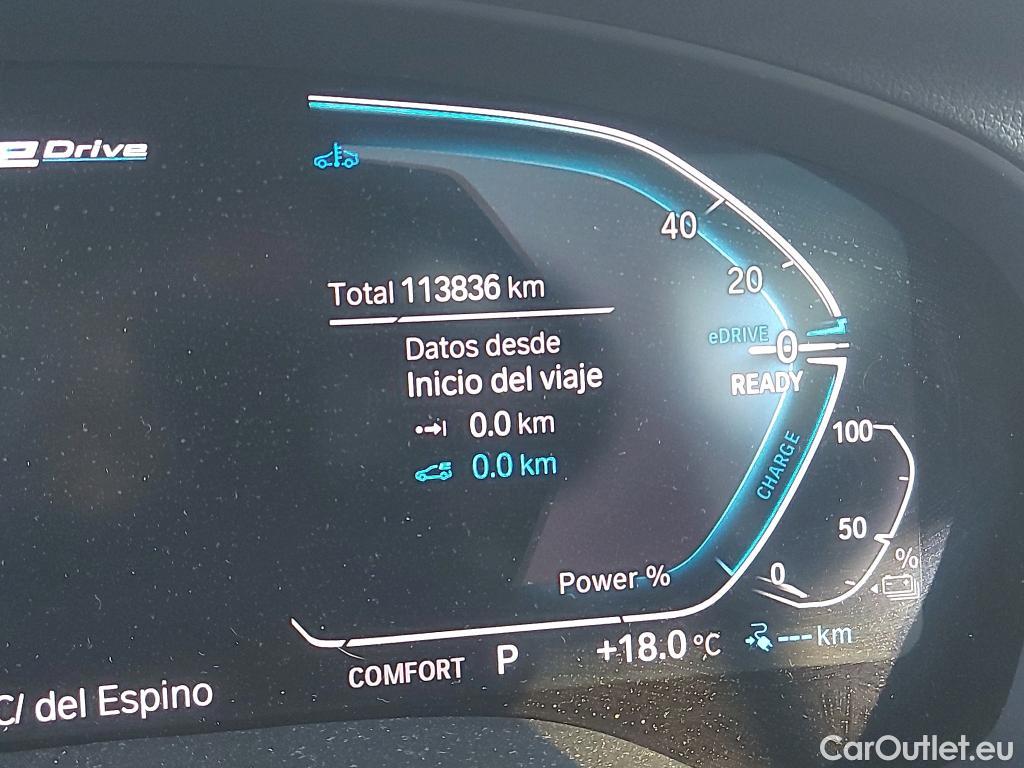 eDrive
40
Total 113836 km
20
Datos desde
eDRIVE
0
Inicio del viaje
READY
0.0 km
100
0.0 km
CHARGE
50
%
Power %
0
+18.0 °C
--- km
COMFORT P
C/ del Espino
CarOutlet.eu